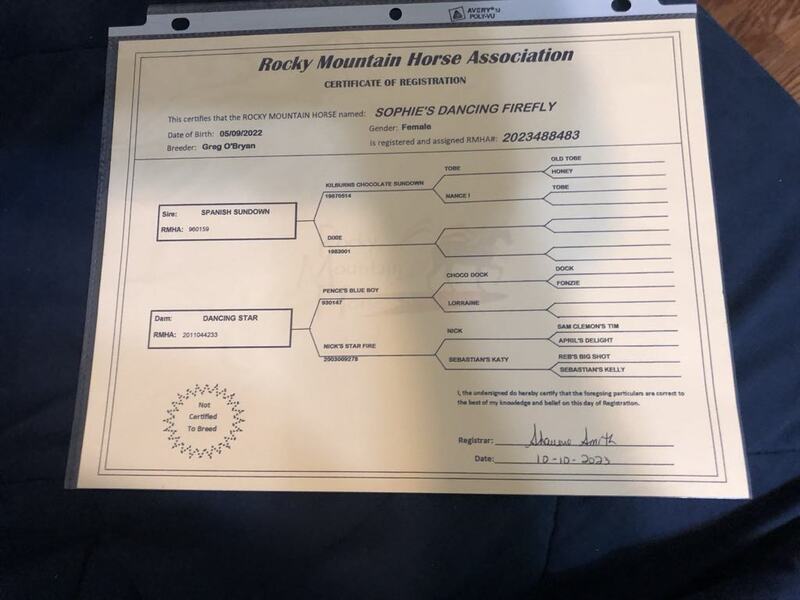 AVERY®
POLY-VU
Rocky Mountain Horse Association
CERTIFICATE OF REGISTRATION
This certifies that the ROCKY MOUNTAIN HORSE named: SOPHIE'S DANCING FIREFLY
Date of Birth: 05/09/2022 Gender: Female
Breeder: Greg O'Bryan is registered and assigned RMHA#: 2023488483
OLD TOBE
TOBE
HONEY
KILBURNS CHOCOLATE SUNDOWN
19870514
NANCE I
TOBE
Sire: SPANISH SUNDOWN
RMHA: 960159
DIXIE
1983001
DOCK
CHOCO DOCK
FONZIE
PENCE'S BLUE BOY
930147
LORRAINE
Dam: DANCING STAR
RMHA: 2011044233
SAM CLEMON'S TIM
NICK
APRIL'S DELIGHT
NICK'S STAR FIRE
2003009278
REB'S BIG SHOT
SEBASTIAN'S KATY
SEBASTIAN'S KELLY
Not
Certified
To Breed
I, the undersigned do hereby certify that the foregoing particulars are correct to
the best of my knowledge and belief on this day of Registration.
Registrar: Smith
Date: 10-10-2023